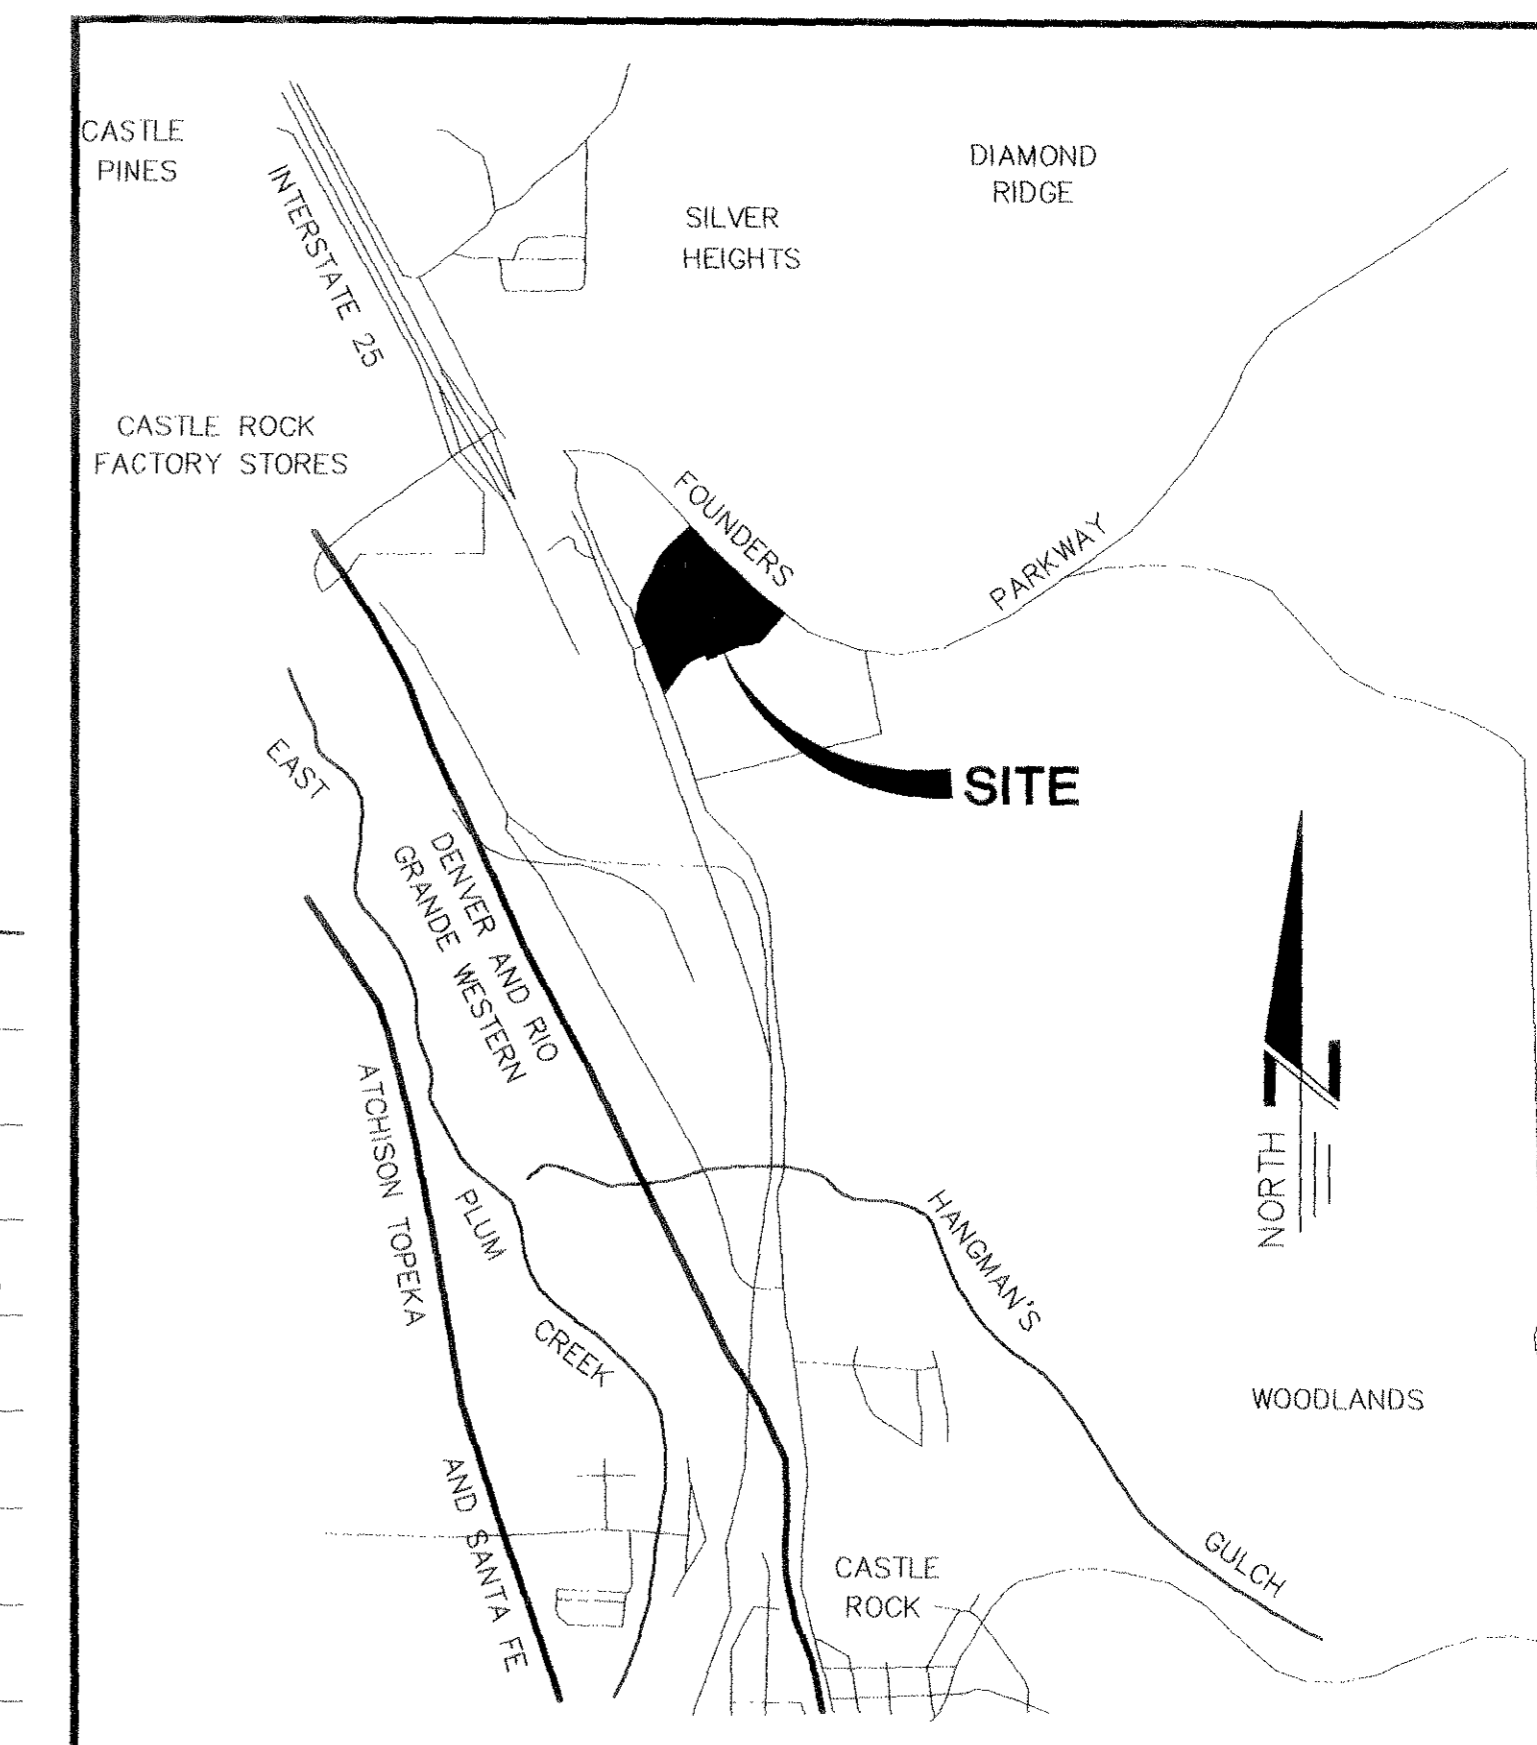 CASTLE
PINES
INTERSTATE 25
SILVER
HEIGHTS
DIAMOND
RIDGE
CASTLE ROCK
FACTORY STORES
FOUNDERS
PARKWAY
SITE
EAST
DENVER AND RIO
GRANDE WESTERN
ATCHISON TOPEKA
PLUM
CREEK
HANGMAN'S
NORTH
WOODLANDS
AND SANTA FE
CASTLE
ROCK
GULCH